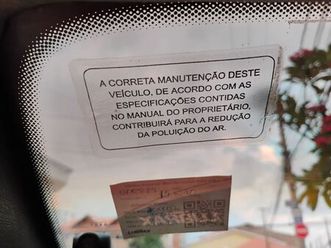 A CORRETA MANUTENÇÃO DESTE
VEÍCULO, DE ACORDO COM AS
ESPECIFICAÇÕES CONTIDAS
NO MANUAL DO PROPRIETÁRIO,
CONTRIBUIRÁ PARA A REDUÇÃO
DA POLUIÇÃO DO AR.